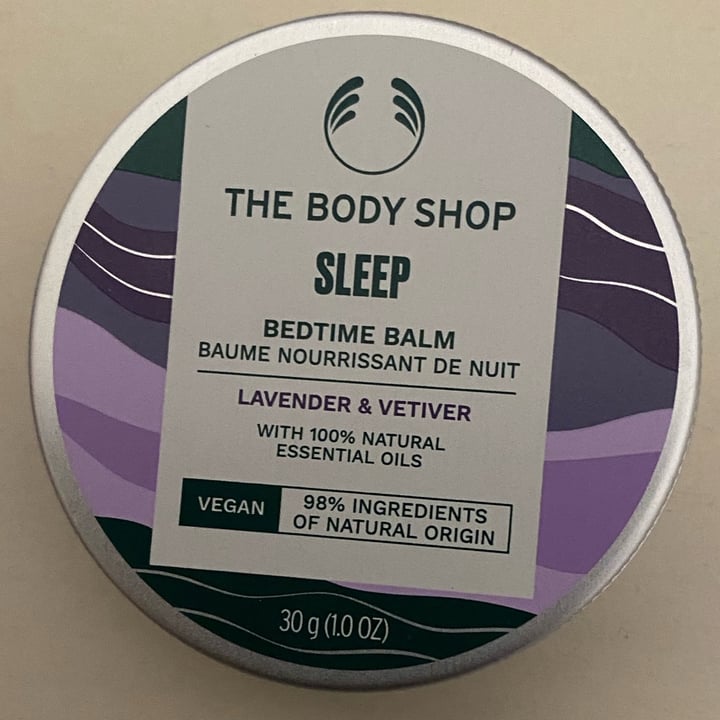 THE BODY SHOP
SLEEP
BEDTIME BALM
BAUME NOURRISSANT DE NUIT
LAVENDER & VETIVER
WITH 100% NATURAL
ESSENTIAL OILS
VEGAN
98% INGREDIENTS
OF NATURAL ORIGIN
30 g (1.0 OZ)